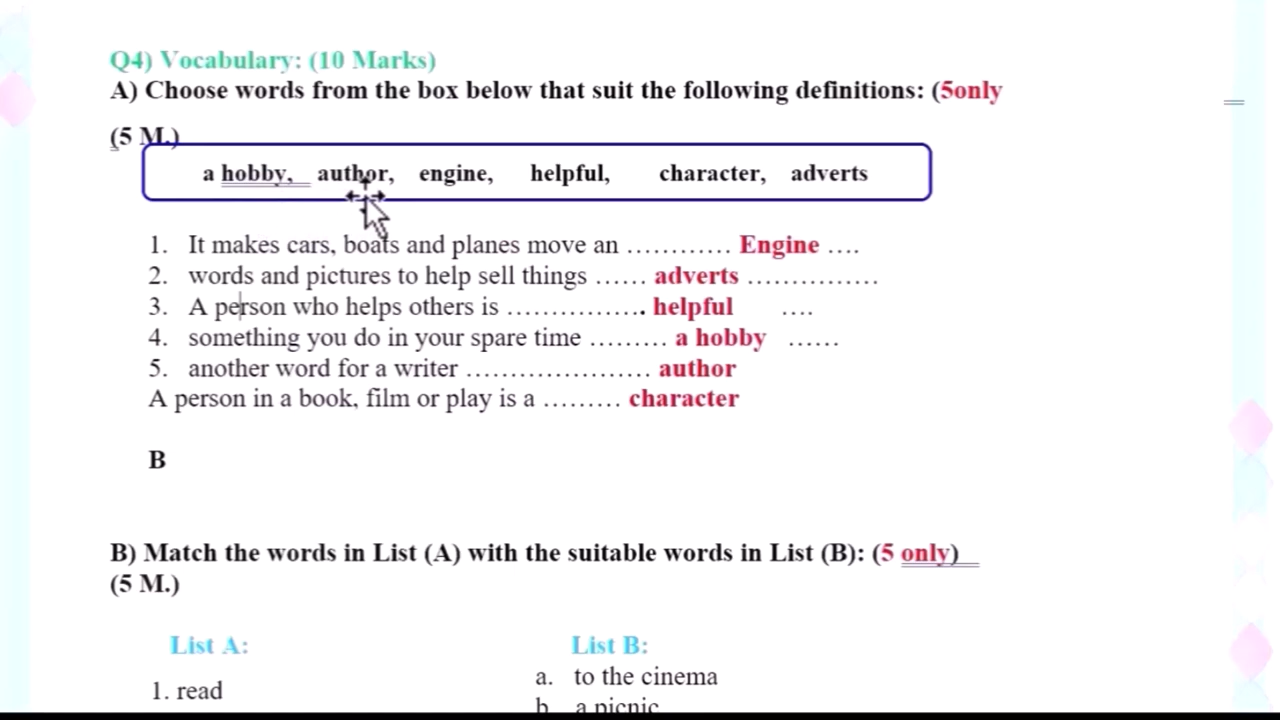 Q4) Vocabulary: (10 Marks)
A) Choose words from the box below that suit the following definitions: (5only
(5 M.)
a hobby, author, engine, helpful, character, adverts
1. It makes cars, boats and planes move an ………… Engine ….
2. words and pictures to help sell things …… adverts ……………
3. A person who helps others is ……………. helpful ….
4. something you do in your spare time ……… a hobby ……
5. another word for a writer ………………… author
A person in a book, film or play is a ……… character
B
B) Match the words in List (A) with the suitable words in List (B): (5 only)
(5 M.)
List A: List B:
a. to the cinema
1. read
b. a picnic